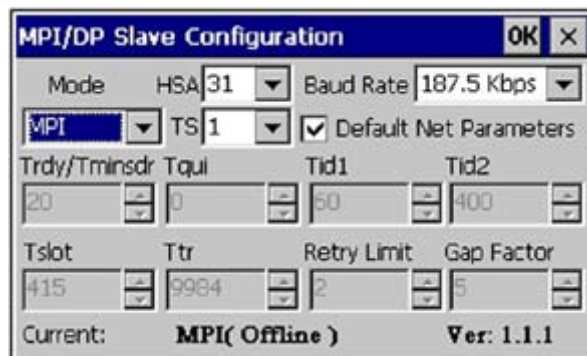 MPI/DP Slave Configuration OK ×
Mode HSA 31 Baud Rate 187.5 Kbps
MPI TS 1 Default Net Parameters
Trdy/Tminsdr Tqui Tid1 Tid2
20 0 60 400
Tslot Ttr Retry Limit Gap Factor
415 9984 2 5
Current: MPI( Offline ) Ver: 1.1.1